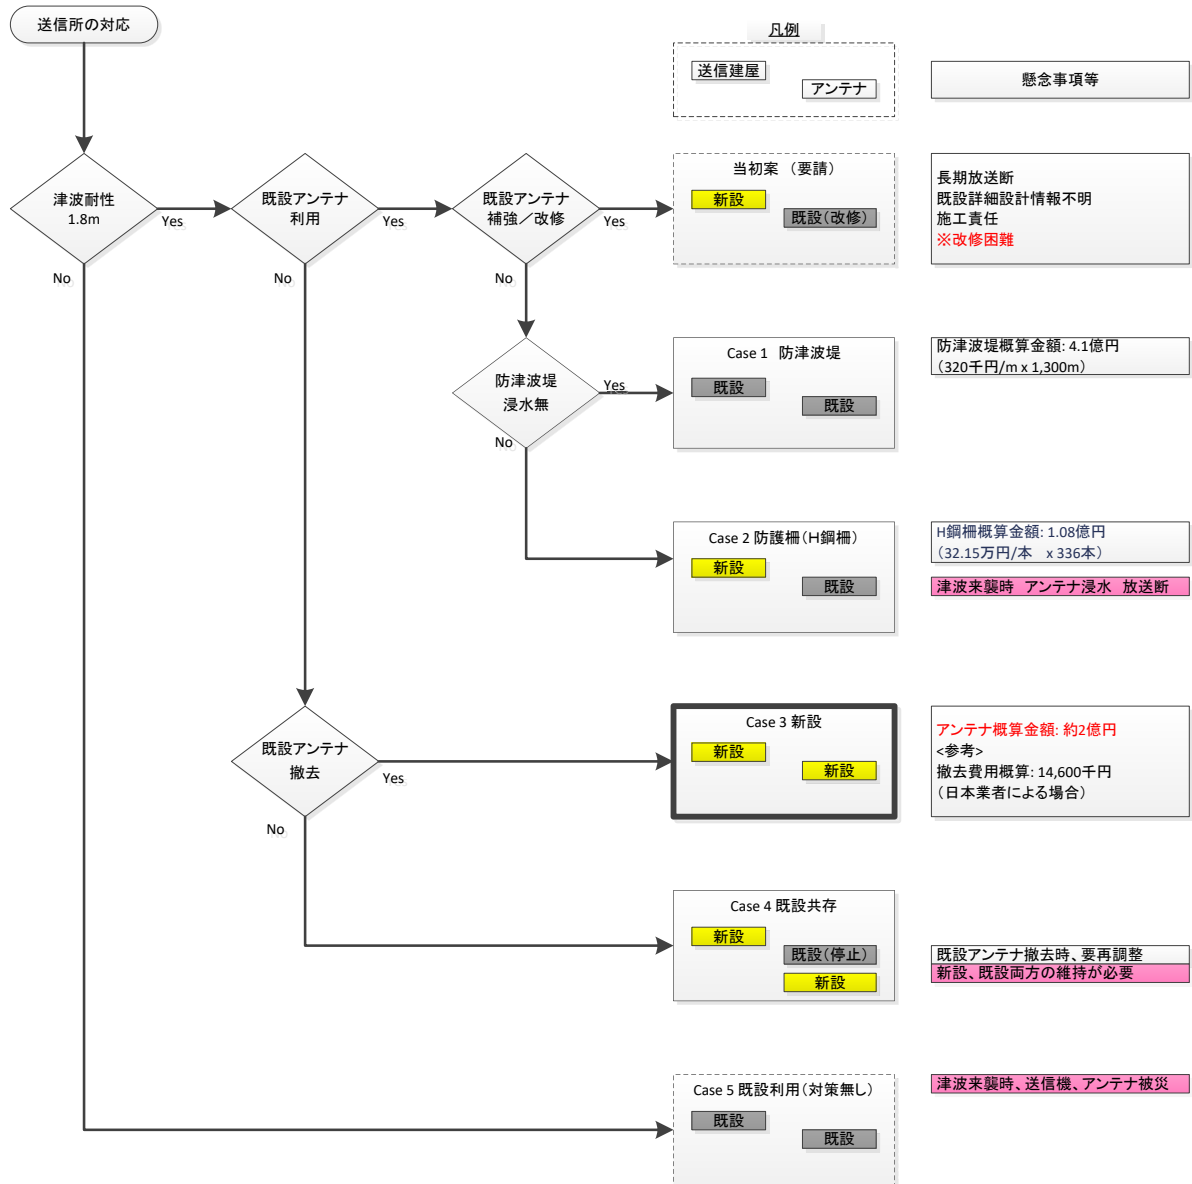 送信所の対応
凡例
送信建屋
アンテナ
懸念事項等
津波耐性
1.8m
Yes
No
既設アンテナ
利用
Yes
No
既設アンテナ
補強／改修
Yes
No
当初案 （要請）
新設
既設（改修）
長期放送断
既設詳細設計情報不明
施工責任
※改修困難
防津波堤
浸水無
Yes
No
Case 1 防津波堤
既設
既設
防津波堤概算金額: 4.1億円
（320千円/m x 1,300m）
Case 2 防護柵（H鋼柵）
新設
既設
H鋼柵概算金額: 1.08億円
（32.15万円/本 x 336本）
津波来襲時 アンテナ浸水 放送断
既設アンテナ
撤去
Yes
No
Case 3 新設
新設
新設
アンテナ概算金額: 約2億円
<参考>
撤去費用概算: 14,600千円
（日本業者による場合）
Case 4 既設共存
新設
既設（停止）
新設
既設アンテナ撤去時、要再調整
新設、既設両方の維持が必要
Case 5 既設利用（対策無し）
既設
既設
津波来襲時、送信機、アンテナ被災